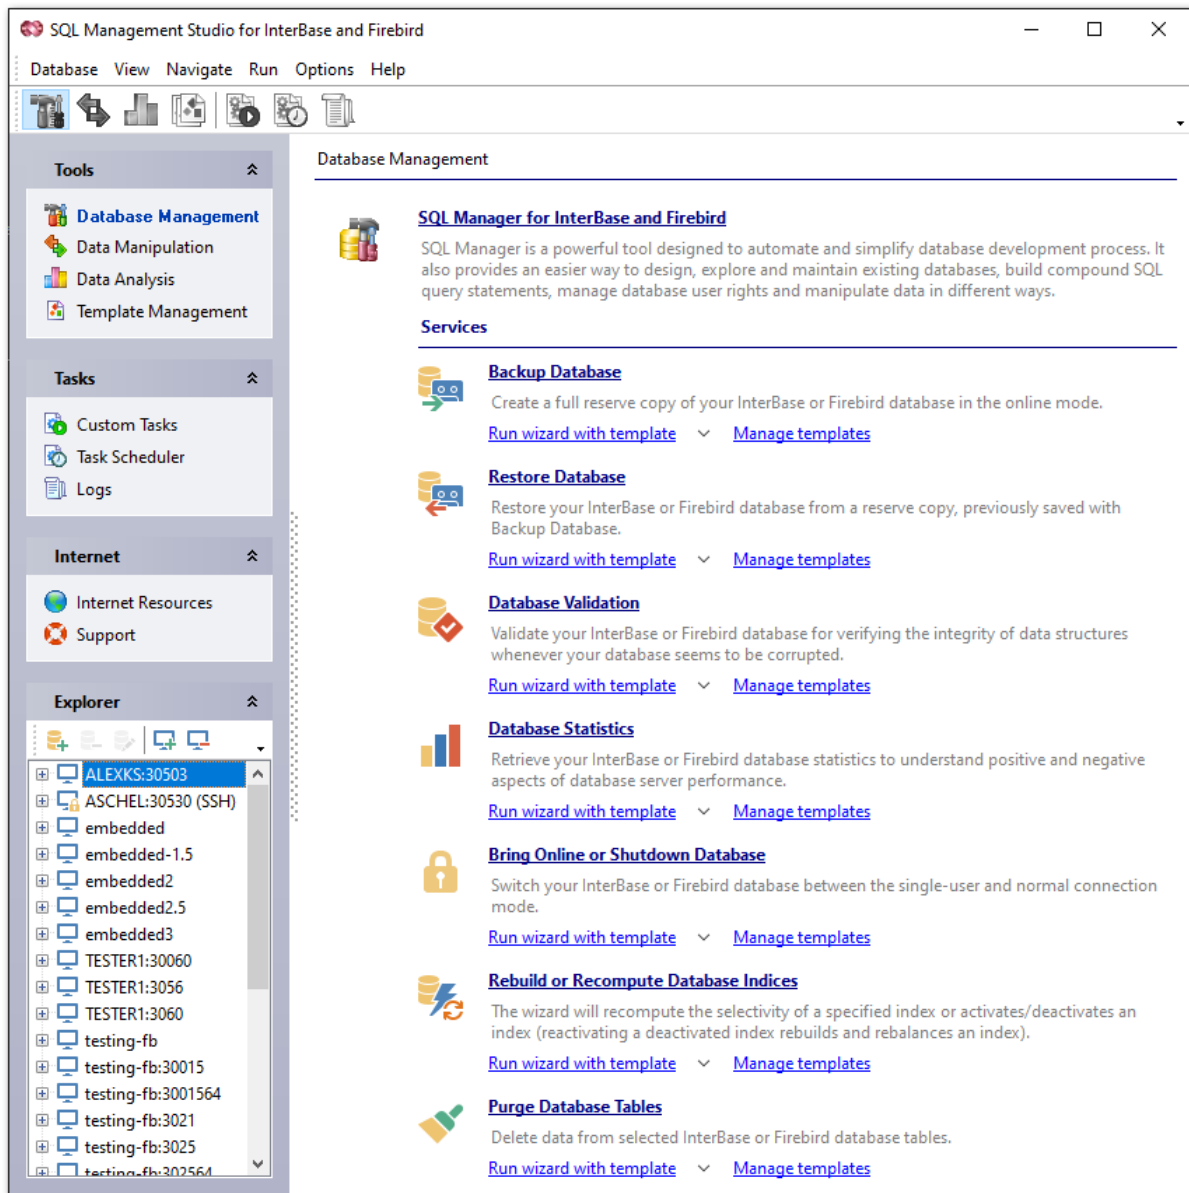 SQL Management Studio for InterBase and Firebird
Database View Navigate Run Options Help
Tools
Database Management
Data Manipulation
Data Analysis
Template Management
Tasks
Custom Tasks
Task Scheduler
Logs
Internet
Internet Resources
Support
Explorer
ALEXKS:30503
ASCHEL:30530 (SSH)
embedded
embedded-1.5
embedded2
embedded2.5
embedded3
TESTER1:30060
TESTER1:3056
TESTER1:3060
testing-fb
testing-fb:30015
testing-fb:3001564
testing-fb:3021
testing-fb:3025
testing-fb:302564
Database Management
SQL Manager for InterBase and Firebird
SQL Manager is a powerful tool designed to automate and simplify database development process. It
also provides an easier way to design, explore and maintain existing databases, build compound SQL
query statements, manage database user rights and manipulate data in different ways.
Services
Backup Database
Create a full reserve copy of your InterBase or Firebird database in the online mode.
Run wizard with template Manage templates
Restore Database
Restore your InterBase or Firebird database from a reserve copy, previously saved with
Backup Database.
Run wizard with template Manage templates
Database Validation
Validate your InterBase or Firebird database for verifying the integrity of data structures
whenever your database seems to be corrupted.
Run wizard with template Manage templates
Database Statistics
Retrieve your InterBase or Firebird database statistics to understand positive and negative
aspects of database server performance.
Run wizard with template Manage templates
Bring Online or Shutdown Database
Switch your InterBase or Firebird database between the single-user and normal connection
mode.
Run wizard with template Manage templates
Rebuild or Recompute Database Indices
The wizard will recompute the selectivity of a specified index or activates/deactivates an
index (reactivating a deactivated index rebuilds and rebalances an index).
Run wizard with template Manage templates
Purge Database Tables
Delete data from selected InterBase or Firebird database tables.
Run wizard with template Manage templates